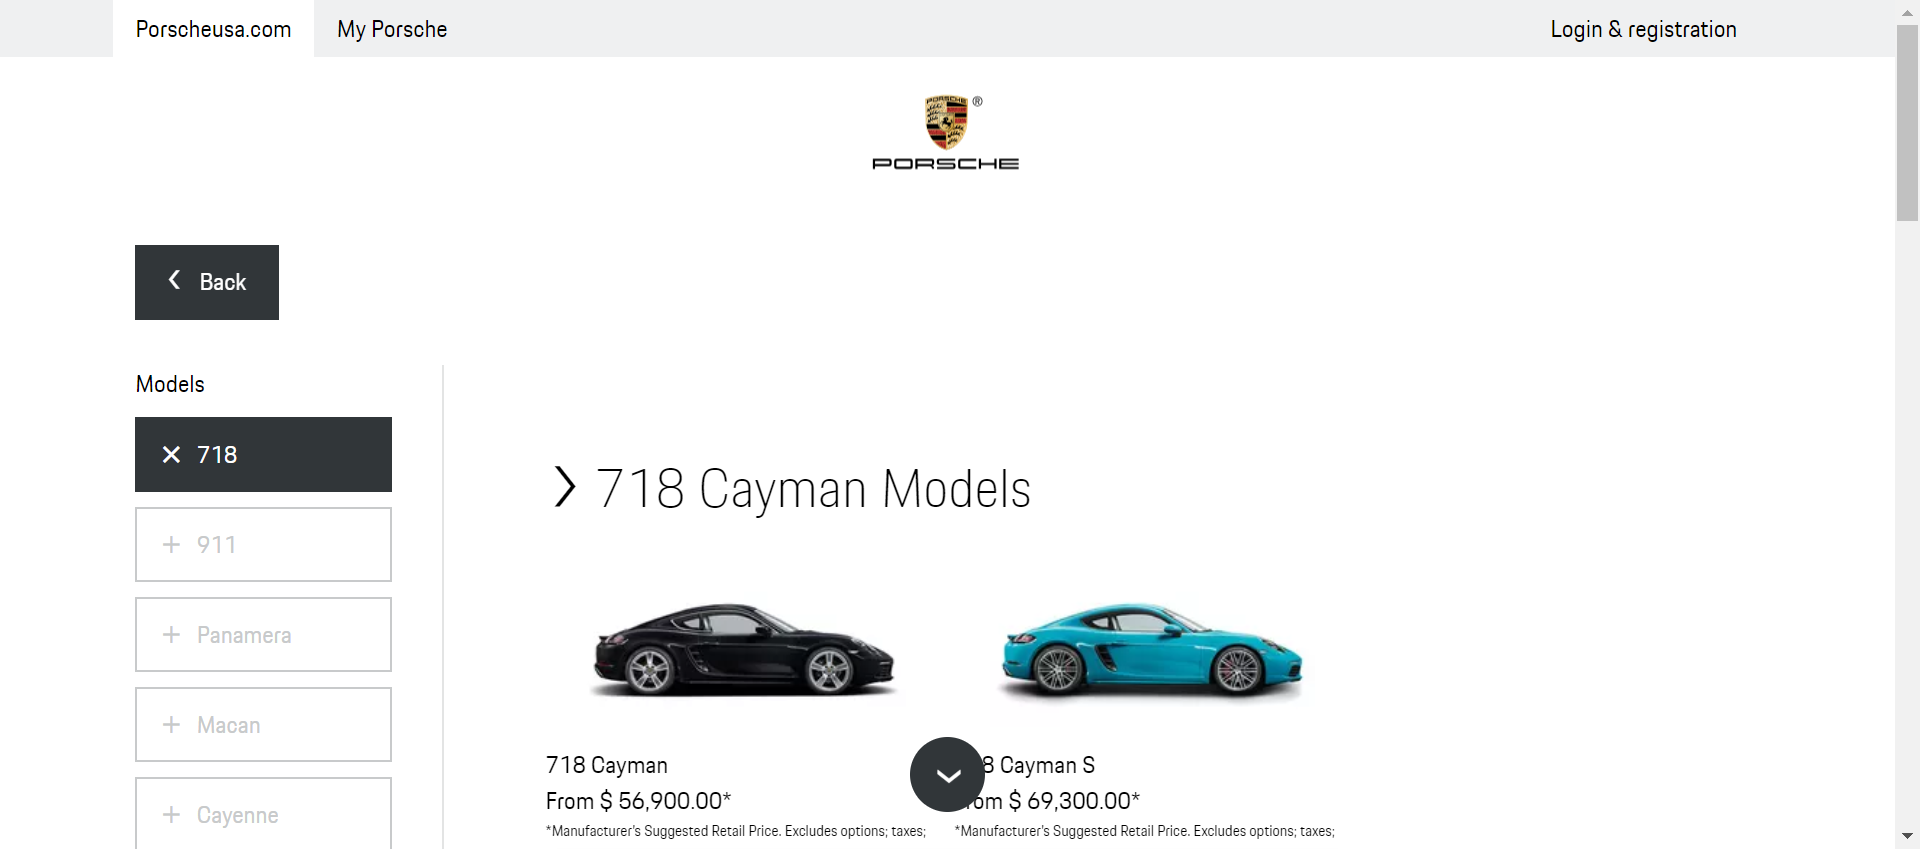 Porscheusa.com
My Porsche
Login & registration
PORSCHE
®
PORSCHE
Back
Models
718
911
Panamera
Macan
Cayenne
718 Cayman Models
718 Cayman
From $ 56,900.00*
*Manufacturer's Suggested Retail Price. Excludes options; taxes;
8 Cayman S
om $ 69,300.00*
*Manufacturer's Suggested Retail Price. Excludes options; taxes;